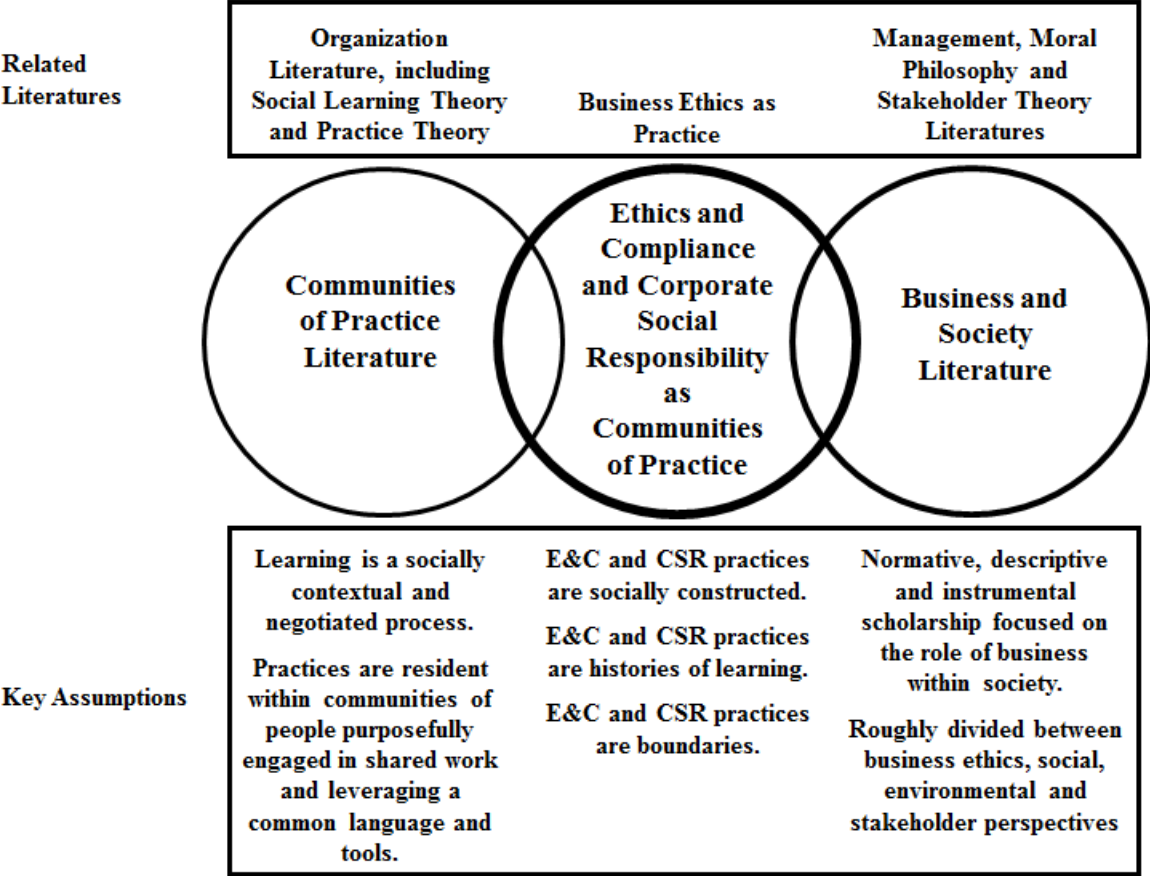 Related
Literatures
Organization
Literature, including
Social Learning Theory
and Practice Theory
Business Ethics as
Practice
Management, Moral
Philosophy and
Stakeholder Theory
Literatures
Communities
of Practice
Literature
Ethics and
Compliance
and Corporate
Social
Responsibility
as
Communities
of Practice
Business and
Society
Literature
Key Assumptions
Learning is a socially
contextual and
negotiated process.
Practices are resident
within communities of
people purposefully
engaged in shared work
and leveraging a
common language and
tools.
E&C and CSR practices
are socially constructed.
E&C and CSR practices
are histories of learning.
E&C and CSR practices
are boundaries.
Normative, descriptive
and instrumental
scholarship focused on
the role of business
within society.
Roughly divided between
business ethics, social,
environmental and
stakeholder perspectives